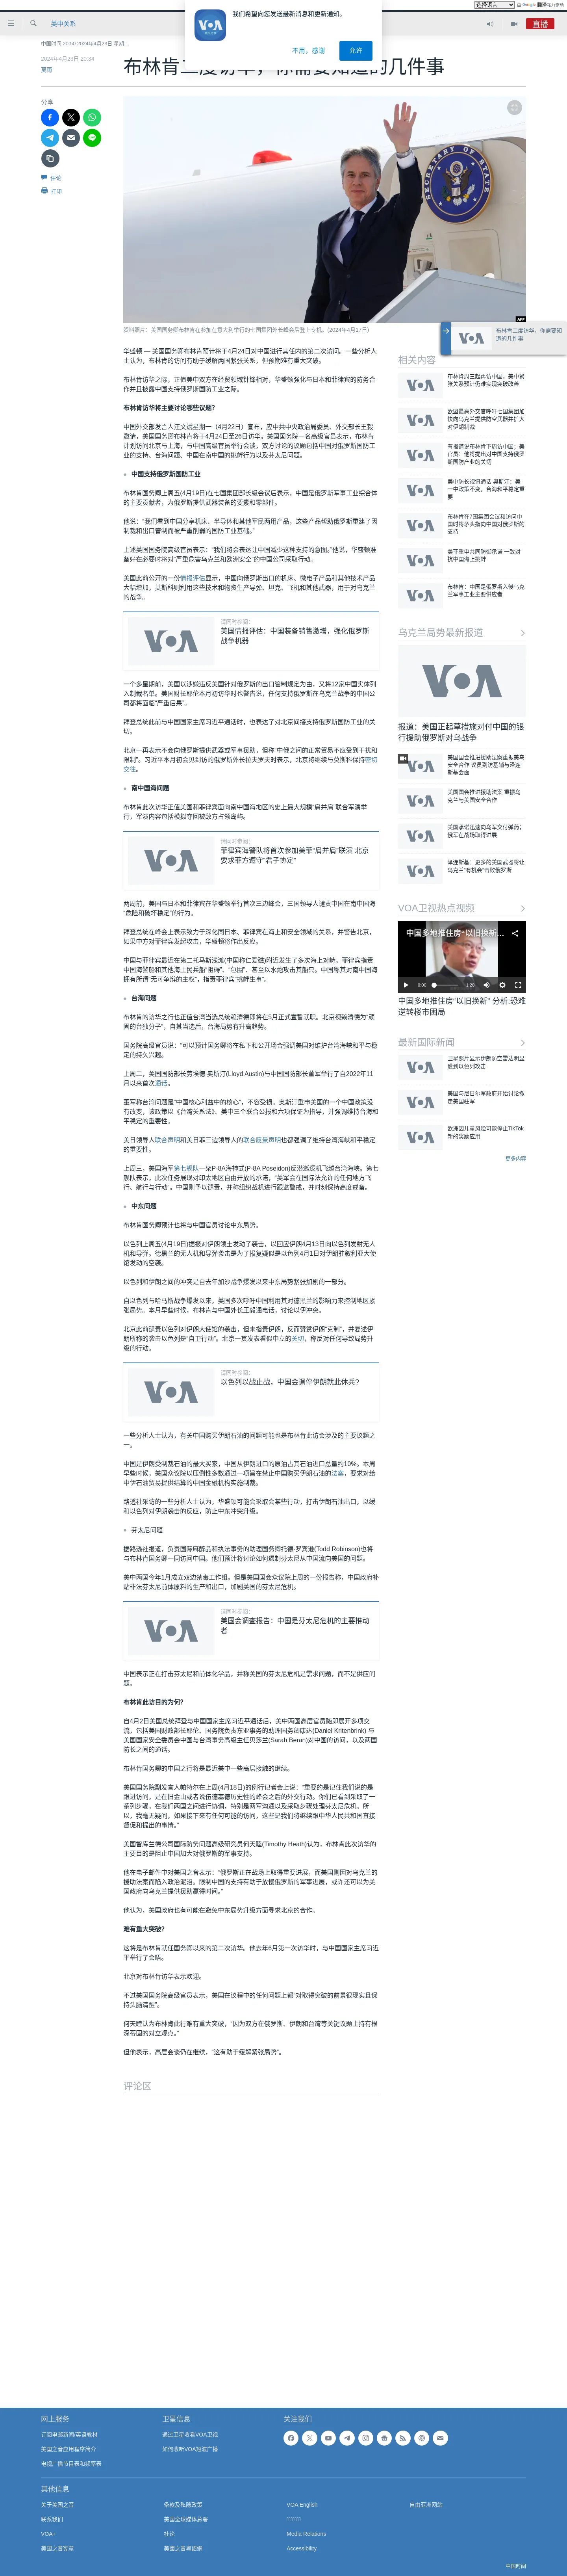 选择语言
由 Google 翻译强力驱动
美中关系
我们希望向您发送最新消息和更新通知。
不用，感谢
允许
直播
中国时间 20:50 2024年4月23日 星期二
2024年4月23日 20:34
莫雨
布林肯二度访华，你需要知道的几件事
分享
评论
打印
AFP
资料照片：美国国务卿布林肯在参加在意大利举行的七国集团外长峰会后登上专机。(2024年4月17日)
华盛顿 — 美国国务卿布林肯预计将于4月24日对中国进行其任内的第二次访问。一些分析人士认为，布林肯的访问有助于缓解两国紧张关系，但预期难有重大突破。
布林肯访华之际，正值美中双方在经贸领域针锋相对，华盛顿强化与日本和菲律宾的防务合作并且披露中国支持俄罗斯国防工业之际。
布林肯访华将主要讨论哪些议题?
中国外交部发言人汪文斌星期一（4月22日）宣布，应中共中央政治局委员、外交部长王毅邀请，美国国务卿布林肯将于4月24日至26日访华。美国国务院一名高级官员表示，布林肯计划访问北京与上海，与中国高级官员举行会谈，双方讨论的议题包括中国对俄罗斯国防工业的支持、台海问题、中国在南中国海的胁迫行为以及中东局势问题。
中国支持俄罗斯国防工业
布林肯国务卿上周五(4月19日)在七国集团部长级会议后表示，中国是俄罗斯军事工业综合体的主要贡献者，为俄罗斯提供武器装备的要素和零部件。
他说：“我们看到中国分享机床、半导体和其他军民两用产品，这些产品帮助俄罗斯重建了因制裁和出口管制而被严重削弱的国防工业基础。”
上述美国国务院高级官员表示：“我们将会表达让中国减少这种支持的意图。”他说，华盛顿准备好在必要时将对“严重危害乌克兰和欧洲安全”的中国公司采取行动。
美国此前公开的一份情报评估显示，中国向俄罗斯出口的机床、微电子产品和其他技术产品大幅增加，莫斯科则利用这些技术和物资生产导弹、坦克、飞机和其他武器，用于对乌克兰的战争。
请同时参阅：
美国情报评估：中国装备销售激增，强化俄罗斯战争机器
一个多星期前，美国以涉嫌违反美国针对俄罗斯的出口管制规定为由，又将12家中国实体列入制裁名单。美国财长耶伦本月初访华时也警告说，任何支持俄罗斯在乌克兰战争的中国公司都将面临“严重后果”。
拜登总统此前与中国国家主席习近平通话时，也表达了对北京间接支持俄罗斯国防工业的关切。
北京一再表示不会向俄罗斯提供武器或军事援助，但称“中俄之间的正常贸易不应受到干扰和限制”。习近平本月初会见到访的俄罗斯外长拉夫罗夫时表示，北京将继续与莫斯科保持密切交往。
南中国海问题
布林肯此次访华正值美国和菲律宾面向南中国海地区的史上最大规模“肩并肩”联合军演举行，军演内容包括模拟夺回被敌方占领岛屿。
请同时参阅：
菲律宾海警队将首次参加美菲“肩并肩”联演 北京要求菲方遵守“君子协定”
两周前，美国与日本和菲律宾在华盛顿举行首次三边峰会，三国领导人谴责中国在南中国海“危险和破坏稳定”的行为。
拜登总统在峰会上表示致力于深化同日本、菲律宾在海上和安全领域的关系，并警告北京，如果中方对菲律宾发起攻击，华盛顿将作出反应。
中国与菲律宾最近在第二托马斯浅滩(中国称仁爱礁)附近发生了多次海上对峙。菲律宾指责中国海警船和其他海上民兵船“阻碍”、“包围”、甚至以水炮攻击其船只。中国称其对南中国海拥有所谓“无可争辩的主权”，指责菲律宾“挑衅生事”。
台海问题
布林肯的访华之行也正值台湾当选总统赖清德即将在5月正式宣誓就职。北京视赖清德为“顽固的台独分子”，自其当选后，台海局势有升高趋势。
国务院高级官员说：“可以预计国务卿将在私下和公开场合强调美国对维护台湾海峡和平与稳定的持久兴趣。
上周二，美国国防部长劳埃德·奥斯汀(Lloyd Austin)与中国国防部长董军举行了自2022年11月以来首次通话。
董军称台湾问题是“中国核心利益中的核心”，不容受损。奥斯汀重申美国的一个中国政策没有改变，该政策以《台湾关系法》、美中三个联合公报和六项保证为指导，并强调维持台海和平与稳定的重要性。
美日领导人联合声明和美日菲三边领导人的联合愿景声明也都强调了维持台湾海峡和平稳定的重要性。
上周三，美国海军第七舰队一架P-8A海神式(P-8A Poseidon)反潜巡逻机飞越台湾海峡。第七舰队表示，此次任务展现对印太地区自由开放的承诺，“美军会在国际法允许的任何地方飞行、航行与行动”。中国则予以谴责，并称组织战机进行跟监警戒，并时刻保持高度戒备。
中东问题
布林肯国务卿预计也将与中国官员讨论中东局势。
以色列上周五(4月19日)据报对伊朗领土发动了袭击，以回应伊朗4月13日向以色列发射无人机和导弹。德黑兰的无人机和导弹袭击是为了报复疑似是以色列4月1日对伊朗驻叙利亚大使馆发动的空袭。
以色列和伊朗之间的冲突是自去年加沙战争爆发以来中东局势紧张加剧的一部分。
自以色列与哈马斯战争爆发以来，美国多次呼吁中国利用其对德黑兰的影响力来控制地区紧张局势。本月早些时候，布林肯与中国外长王毅通电话，讨论以伊冲突。
北京此前谴责以色列对伊朗大使馆的袭击，但未指责伊朗，反而赞赏伊朗“克制”，并复述伊朗所称的袭击以色列是“自卫行动”。北京一贯发表看似中立的关切，称反对任何导致局势升级的行动。
请同时参阅：
以色列以战止战，中国会调停伊朗就此休兵?
一些分析人士认为，有关中国购买伊朗石油的问题可能也是布林肯此访会涉及的主要议题之一。
中国是伊朗受制裁石油的最大买家，中国从伊朗进口的原油占其石油进口总量约10%。本周早些时候，美国众议院以压倒性多数通过一项旨在禁止中国购买伊朗石油的法案，要求对给中伊石油贸易提供结算的中国金融机构实施制裁。
路透社采访的一些分析人士认为，华盛顿可能会采取会某些行动，打击伊朗石油出口，以缓和以色列对伊朗袭击的反应，防止中东冲突升级。
芬太尼问题
据路透社报道，负责国际麻醉品和执法事务的助理国务卿托德·罗宾逊(Todd Robinson)也将与布林肯国务卿一同访问中国。他们预计将讨论如何遏制芬太尼从中国流向美国的问题。
美中两国今年1月成立双边禁毒工作组。但是美国国会众议院上周的一份报告称，中国政府补贴非法芬太尼前体原料的生产和出口，加剧美国的芬太尼危机。
请同时参阅：
美国会调查报告：中国是芬太尼危机的主要推动者
中国表示正在打击芬太尼和前体化学品，并称美国的芬太尼危机是需求问题，而不是供应问题。
布林肯此访目的为何?
自4月2日美国总统拜登与中国国家主席习近平通话后，美中两国高层官员随即展开多项交流，包括美国财政部长耶伦、国务院负责东亚事务的助理国务卿康达(Daniel Kritenbrink) 与美国国家安全委员会中国与台湾事务高级主任贝莎兰(Sarah Beran)对中国的访问，以及两国防长之间的通话。
布林肯国务卿的中国之行将是最近美中一些高层接触的继续。
美国国务院副发言人帕特尔在上周(4月18日)的例行记者会上说：“重要的是记住我们说的是跟进访问，是在旧金山或者说伍德塞德历史性的峰会之后的外交行动。你们已看到采取了一系列步骤，在我们两国之间进行协调，特别是两军沟通以及采取步骤处理芬太尼危机。所以，我毫无疑问，如果接下来有任何可能的访问，这些是我们将继续跟中华人民共和国直接督促和提出的事情。”
美国智库兰德公司国际防务问题高级研究员何天睦(Timothy Heath)认为，布林肯此次访华的主要目的是阻止中国加大对俄罗斯的军事支持。
他在电子邮件中对美国之音表示：“俄罗斯正在战场上取得重要进展，而美国则因对乌克兰的援助法案而陷入政治泥沼。限制中国的支持有助于放慢俄罗斯的军事进展，或许还可以为美国政府向乌克兰提供援助赢得时间。”
他认为，美国政府也有可能在避免中东局势升级方面寻求北京的合作。
难有重大突破?
这将是布林肯就任国务卿以来的第二次访华。他去年6月第一次访华时，与中国国家主席习近平举行了会晤。
北京对布林肯访华表示欢迎。
不过美国国务院高级官员表示，美国在议程中的任何问题上都“对取得突破的前景很现实且保持头脑清醒”。
何天睦认为布林肯此行难有重大突破，“因为双方在俄罗斯、伊朗和台湾等关键议题上持有根深蒂固的对立观点。”
但他表示，高层会谈仍在继续，“这有助于缓解紧张局势”。
评论区
布林肯二度访华，你需要知道的几件事
相关内容
布林肯周三起再访中国，美中紧张关系预计仍难实现突破改善
欧盟最高外交官呼吁七国集团加快向乌克兰提供防空武器并扩大对伊朗制裁
有报道说布林肯下周访中国；美官员：他将提出对中国支持俄罗斯国防产业的关切
美中防长视讯通话 奥斯汀：美一中政策不变，台海和平稳定重要
布林肯在7国集团会议和访问中国时将矛头指向中国对俄罗斯的支持
美菲重申共同防御承诺 一致对抗中国海上挑衅
布林肯：中国是俄罗斯入侵乌克兰军事工业主要供应者
乌克兰局势最新报道
报道：美国正起草措施对付中国的银行援助俄罗斯对乌战争
美国国会推进援助法案重振美乌安全合作 议员到访基辅与泽连斯基会面
美国国会推进援助法案 重振乌克兰与美国安全合作
美国承诺迅速向乌军交付弹药；俄军在战场取得进展
泽连斯基：更多的美国武器将让乌克兰“有机会”击败俄罗斯
VOA卫视热点视频
中国多地推住房“以旧换新...
0:00
1:20
中国多地推住房“以旧换新” 分析:恐难逆转楼市困局
最新国际新闻
卫星照片显示伊朗防空雷达明显遭到以色列攻击
美国与尼日尔军政府开始讨论撤走美国驻军
欧洲因儿童风险可能停止TikTok新的奖励应用
更多内容
网上服务
订阅电邮新闻/英语教材
美国之音应用程序简介
电视广播节目表和频率表
卫星信息
通过卫星收看VOA卫视
如何收听VOA短波广播
关注我们
其他信息
关于美国之音
联系我们
VOA+
美国之音宪章
条款及私隐政策
美国全球媒体总署
社论
美國之音粵語網
VOA English
Media Relations
Accessibility
自由亚洲网站
中国时间